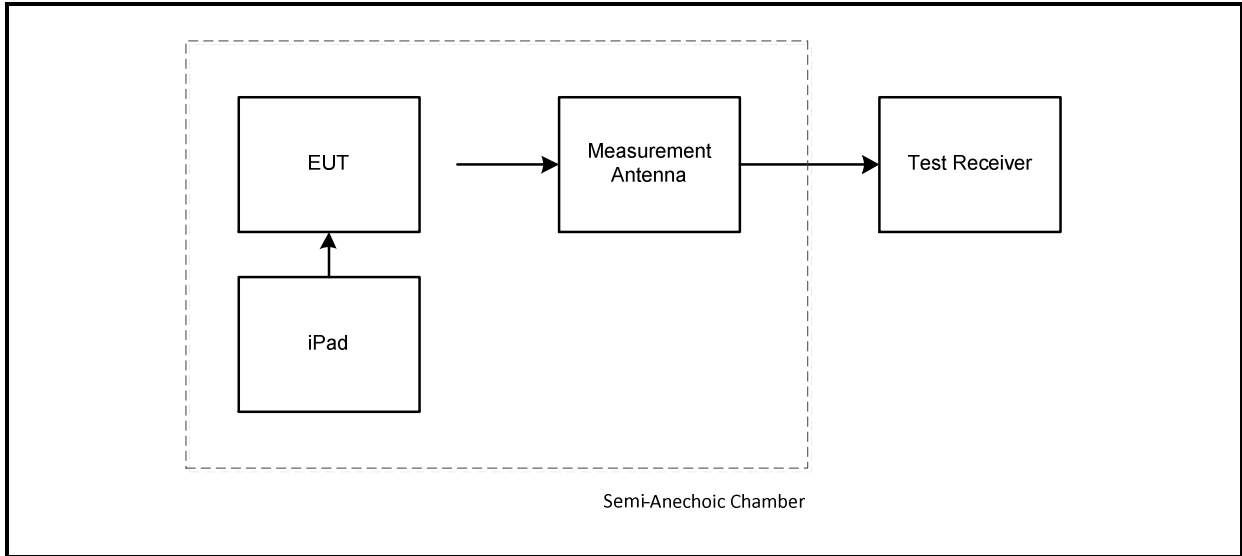 EUT
Measurement
Antenna
Test Receiver
iPad
Semi-Anechoic Chamber